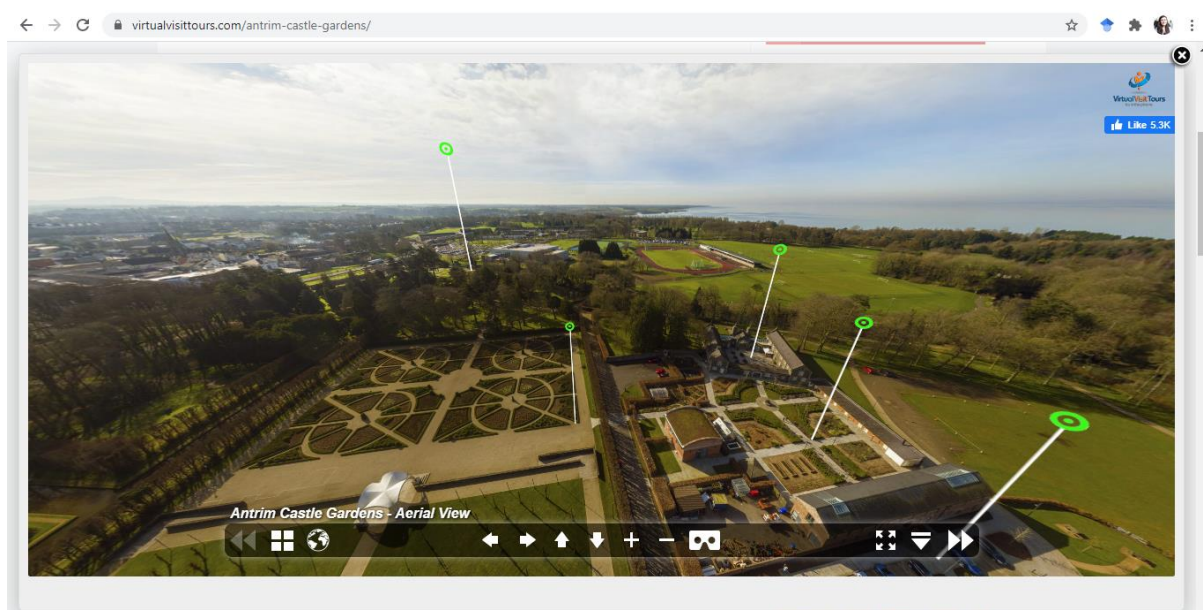 virtualvisittours.com/antrim-castle-gardens/
VirtualVisitTours
Like 5.3K
Antrim Castle Gardens - Aerial View